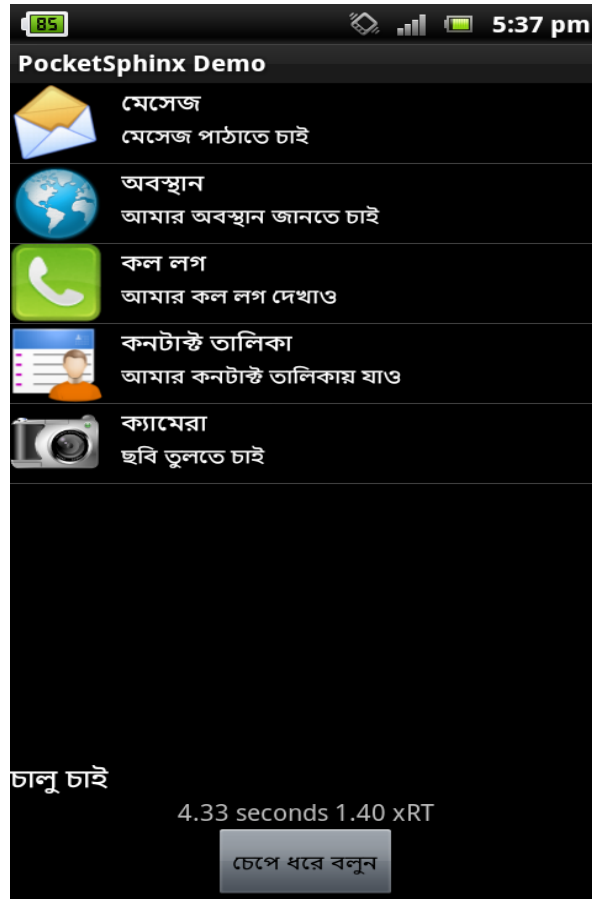 85 5:37 pm
PocketSphinx Demo
মেসেজ
মেসেজ পাঠাতে চাই
অবস্থান
আমার অবস্থান জানতে চাই
কল লগ
আমার কল লগ দেখাও
কনটাক্ট তালিকা
আমার কনটাক্ট তালিকায় যাও
ক্যামেরা
ছবি তুলতে চাই
চালু চাই
4.33 seconds 1.40 xRT
চেপে ধরে বলুন